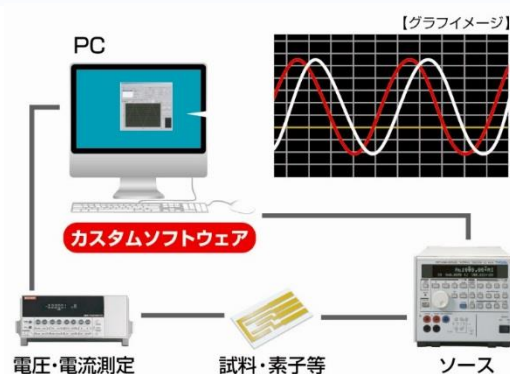 【グラフイメージ】
PC
カスタムソフトウェア
電圧・電流測定
試料・素子等
ソース